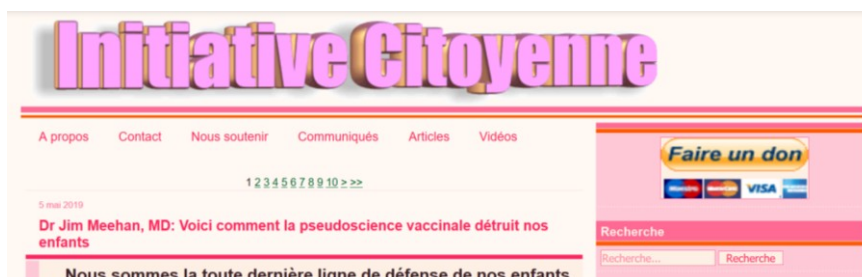 Initiative Citoyenne
A propos Contact Nous soutenir Communiqués Articles Vidéos
Faire un don
Maestro VISA
1 2 3 4 5 6 7 8 9 10 > >>
5 mai 2019
Dr Jim Meehan, MD: Voici comment la pseudoscience vaccinale détruit nos
enfants
Recherche
Recherche... Recherche
Nous sommes la toute dernière ligne de défense de nos enfants